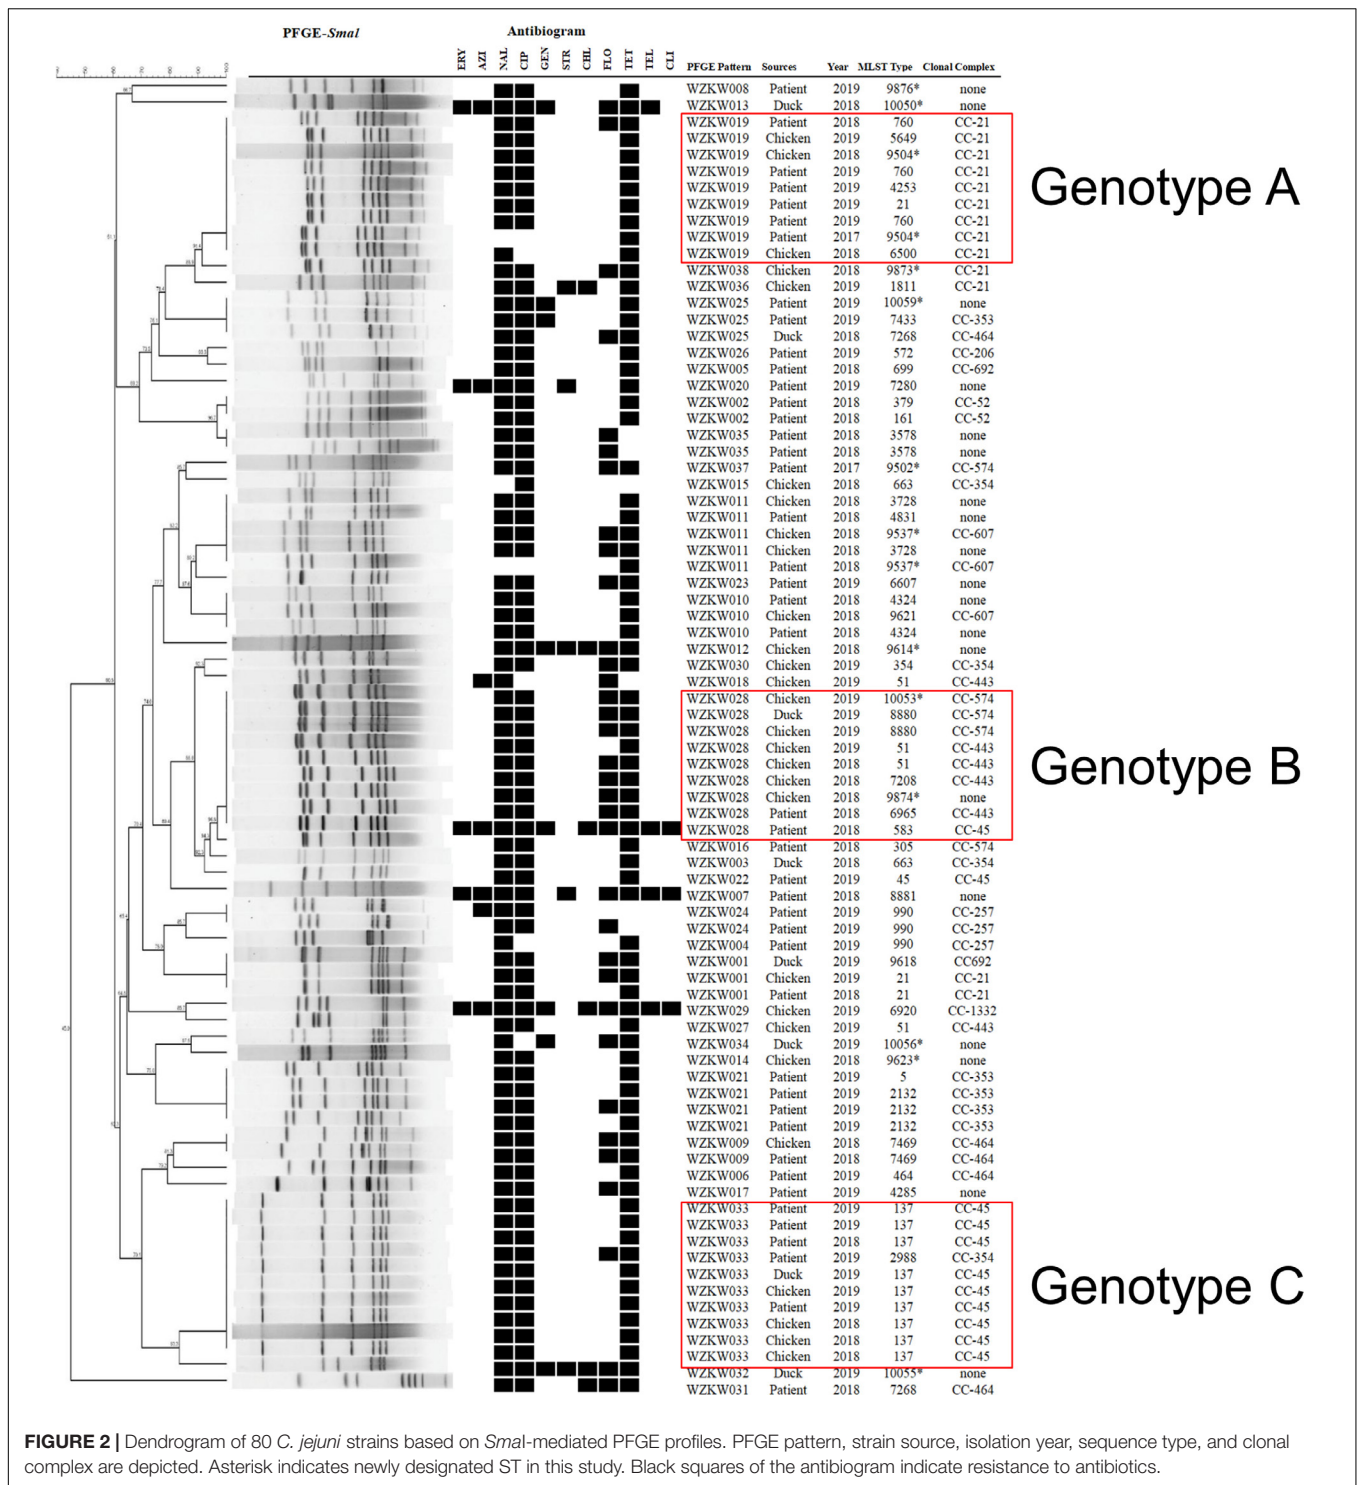 PFGE-SmaI
Antibiogram
ERY AZI NAL CIP GEN STR CHL FLO TET TEL CLI
PFGE Pattern Sources Year MLST Type Clonal Complex
WZKW008 Patient 2019 9876* none
WZKW013 Duck 2018 10050* none
WZKW019 Patient 2018 760 CC-21
WZKW019 Chicken 2019 5649 CC-21
WZKW019 Chicken 2018 9504* CC-21
WZKW019 Patient 2019 760 CC-21
WZKW019 Patient 2019 4253 CC-21
WZKW019 Patient 2019 21 CC-21
WZKW019 Patient 2019 760 CC-21
WZKW019 Patient 2017 9504* CC-21
WZKW019 Chicken 2018 6500 CC-21
Genotype A
WZKW038 Chicken 2018 9873* CC-21
WZKW036 Chicken 2019 1811 CC-21
WZKW025 Patient 2019 10059* none
WZKW025 Patient 2019 7433 CC-353
WZKW025 Duck 2018 7268 CC-464
WZKW026 Patient 2019 572 CC-206
WZKW005 Patient 2018 699 CC-692
WZKW020 Patient 2019 7280 none
WZKW002 Patient 2018 379 CC-52
WZKW002 Patient 2018 161 CC-52
WZKW035 Patient 2018 3578 none
WZKW035 Patient 2018 3578 none
WZKW037 Patient 2017 9502* CC-574
WZKW015 Chicken 2018 663 CC-354
WZKW011 Chicken 2018 3728 none
WZKW011 Patient 2018 4831 none
WZKW011 Chicken 2018 9537* CC-607
WZKW011 Chicken 2018 3728 none
WZKW011 Patient 2018 9537* CC-607
WZKW023 Patient 2019 6607 none
WZKW010 Patient 2018 4324 none
WZKW010 Chicken 2018 9621 CC-607
WZKW010 Patient 2018 4324 none
WZKW012 Chicken 2018 9614* none
WZKW030 Chicken 2019 354 CC-354
WZKW018 Chicken 2019 51 CC-443
WZKW028 Chicken 2019 10053* CC-574
WZKW028 Duck 2019 8880 CC-574
WZKW028 Chicken 2019 8880 CC-574
WZKW028 Chicken 2019 51 CC-443
WZKW028 Chicken 2018 51 CC-443
WZKW028 Chicken 2018 7208 CC-443
WZKW028 Chicken 2018 9874* none
WZKW028 Patient 2018 6965 CC-443
WZKW028 Patient 2018 583 CC-45
Genotype B
WZKW016 Patient 2018 305 CC-574
WZKW003 Duck 2018 663 CC-354
WZKW022 Patient 2019 45 CC-45
WZKW007 Patient 2018 8881 none
WZKW024 Patient 2019 990 CC-257
WZKW024 Patient 2019 990 CC-257
WZKW004 Patient 2019 990 CC-257
WZKW001 Duck 2019 9618 CC692
WZKW001 Chicken 2019 21 CC-21
WZKW001 Patient 2018 21 CC-21
WZKW029 Chicken 2019 6920 CC-1332
WZKW027 Chicken 2019 51 CC-443
WZKW034 Duck 2019 10056* none
WZKW014 Chicken 2018 9623* none
WZKW021 Patient 2019 5 CC-353
WZKW021 Patient 2019 2132 CC-353
WZKW021 Patient 2019 2132 CC-353
WZKW021 Patient 2019 2132 CC-353
WZKW009 Chicken 2018 7469 CC-464
WZKW009 Patient 2018 7469 CC-464
WZKW006 Patient 2019 464 CC-464
WZKW017 Patient 2019 4285 none
WZKW033 Patient 2018 137 CC-45
WZKW033 Patient 2019 137 CC-45
WZKW033 Patient 2018 137 CC-45
WZKW033 Patient 2019 2988 CC-354
WZKW033 Duck 2019 137 CC-45
WZKW033 Chicken 2019 137 CC-45
WZKW033 Patient 2019 137 CC-45
WZKW033 Chicken 2018 137 CC-45
WZKW033 Chicken 2018 137 CC-45
WZKW033 Chicken 2018 137 CC-45
Genotype C
WZKW032 Duck 2019 10055* none
WZKW031 Patient 2018 7268 CC-464
FIGURE 2 | Dendrogram of 80 C. jejuni strains based on SmaI-mediated PFGE profiles. PFGE pattern, strain source, isolation year, sequence type, and clonal
complex are depicted. Asterisk indicates newly designated ST in this study. Black squares of the antibiogram indicate resistance to antibiotics.